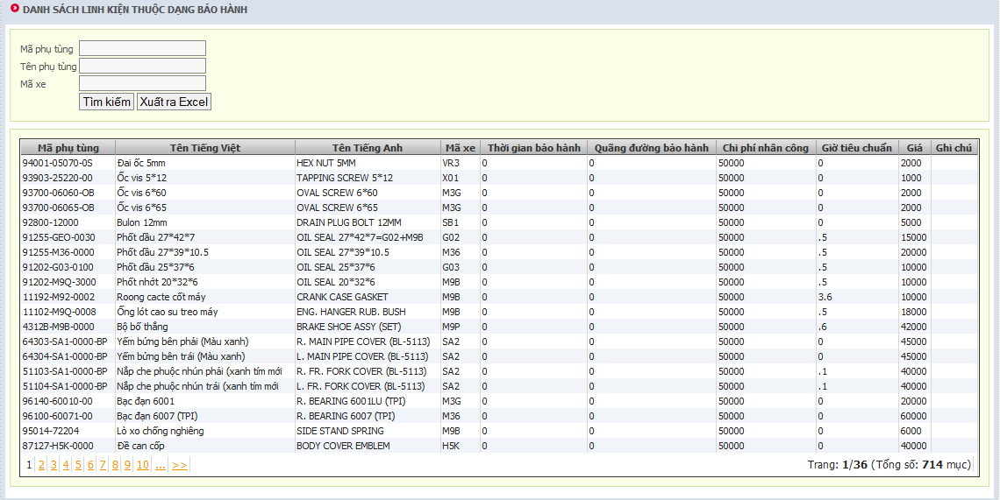 DANH SÁCH LINH KIỆN THUỘC DẠNG BẢO HÀNH
Mã phụ tùng
Tên phụ tùng
Mã xe
Tìm kiếm Xuất ra Excel
Mã phụ tùng Tên Tiếng Việt Tên Tiếng Anh Mã xe Thời gian bảo hành Quãng đường bảo hành Chi phí nhân công Giờ tiêu chuẩn Giá Ghi chú
94001-05070-0S Đai ốc 5mm HEX NUT 5MM VR3 0 0 50000 0 2000
93903-25220-00 Ốc vis 5*12 TAPPING SCREW 5*12 X01 0 0 50000 0 1000
93700-06060-OB Ốc vis 6*60 OVAL SCREW 6*60 M3G 0 0 50000 0 2000
93700-06065-OB Ốc vis 6*65 OVAL SCREW 6*65 M3G 0 0 50000 0 2000
92800-12000 Bulon 12mm DRAIN PLUG BOLT 12MM SB1 0 0 50000 0 5000
91255-GEO-0030 Phốt dầu 27*42*7 OIL SEAL 27*42*7=G02+M9B G02 0 0 50000 .5 15000
91255-M36-0000 Phốt dầu 27*39*10.5 OIL SEAL 27*39*10.5 M36 0 0 50000 .5 20000
91202-G03-0100 Phốt dầu 25*37*6 OIL SEAL 25*37*6 G03 0 0 50000 .5 10000
91202-M9Q-3000 Phốt nhớt 20*32*6 OIL SEAL 20*32*6 M9B 0 0 50000 .5 10000
11192-M92-0002 Roong cacte cốt máy CRANK CASE GASKET M9B 0 0 50000 3.6 10000
11102-M9Q-0008 Ống lót cao su treo máy ENG. HANGER RUB. BUSH M9B 0 0 50000 .5 18000
4312B-M9B-0000 Bộ bố thắng BRAKE SHOE ASSY (SET) M9P 0 0 50000 .6 42000
64303-SA1-0000-BP Yếm bửng bên phải (Màu xanh) R. MAIN PIPE COVER (BL-5113) SA2 0 0 50000 0 45000
64304-SA1-0000-BP Yếm bửng bên trái (Màu xanh) L. MAIN PIPE COVER (BL-5113) SA2 0 0 50000 0 45000
51103-SA1-0000-BP Nắp che phuộc nhún phải (xanh tím mới R. FR. FORK COVER (BL-5113) SA2 0 0 50000 .1 40000
51104-SA1-0000-BP Nắp che phuộc nhún trái (xanh tím mới L. FR. FORK COVER (BL-5113) SA2 0 0 50000 .1 40000
96140-60010-00 Bạc đạn 6001 R. BEARING 6001LU (TPI) M3G 0 0 50000 0 20000
96100-60071-00 Bạc đạn 6007 (TPI) R. BEARING 6007 (TPI) M36 0 0 50000 0 60000
95014-72204 Lò xo chống nghiêng SIDE STAND SPRING M9B 0 0 50000 0 6000
87127-H5K-0000 Đề can cốp BODY COVER EMBLEM H5K 0 0 50000 0 40000
1 2 3 4 5 6 7 8 9 10 ... >> Trang: 1/36 (Tổng số: 714 mục)